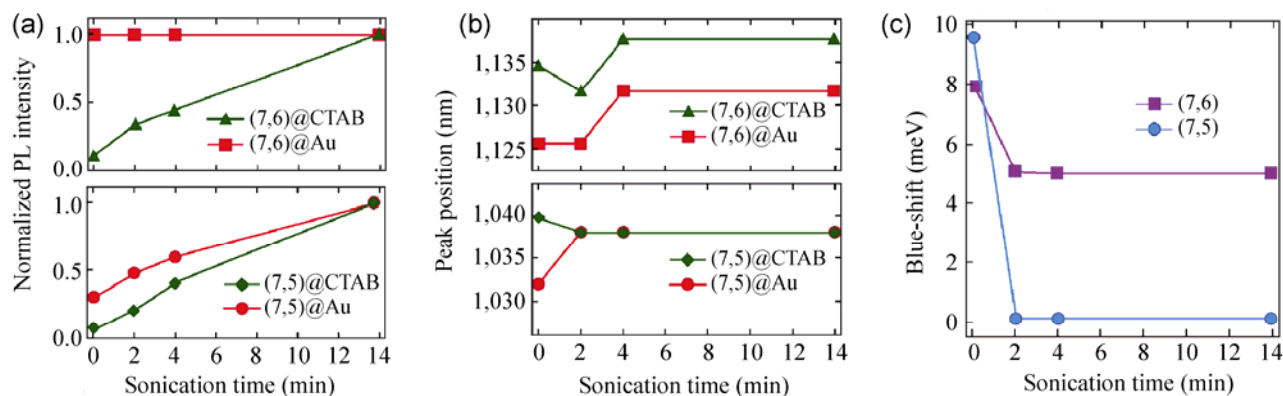 (a)
Normalized PL intensity
1.0
0.5
0.0
(7,6)@CTAB
(7,6)@Au
1.0
0.5
0.0
(7,5)@CTAB
(7,5)@Au
0 2 4 6 8 10 12 14
Sonication time (min)
(b)
Peak position (nm)
1,135
1,130
1,125
(7,6)@CTAB
(7,6)@Au
1,040
1,035
1,030
(7,5)@CTAB
(7,5)@Au
0 2 4 6 8 10 12 14
Sonication time (min)
(c)
Blue-shift (meV)
10
8
6
4
2
0
(7,6)
(7,5)
0 2 4 6 8 10 12 14
Sonication time (min)